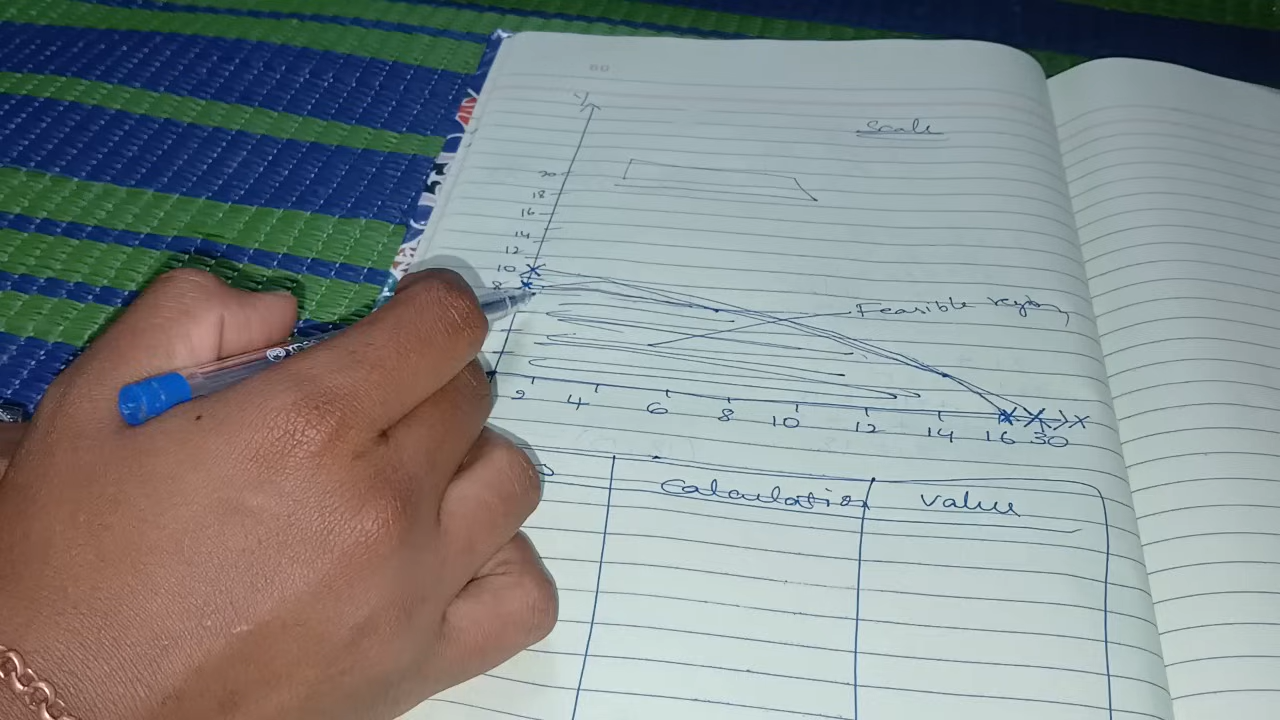 Y
Scale
20
18
16
14
12
10
8
Feasible region
2 4 6 8 10 12 14 16 30 X
calculation value